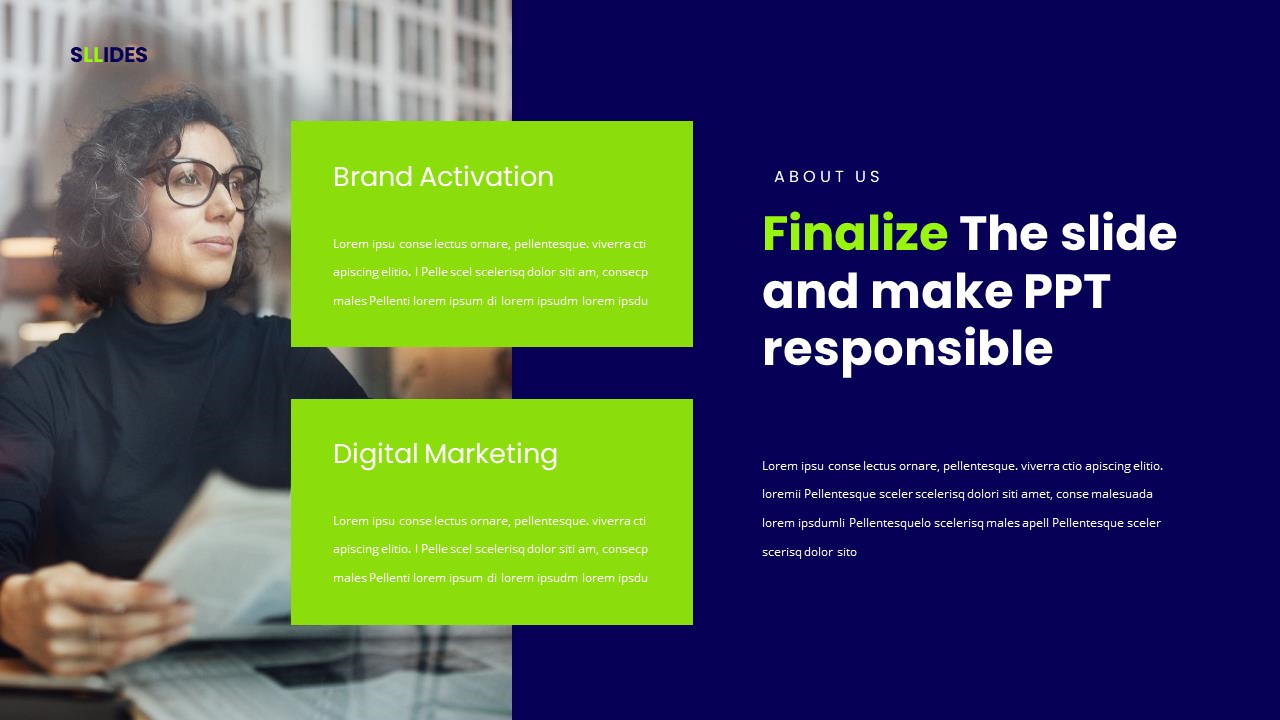 SLLIDES
Brand Activation
Lorem ipsu conse lectus ornare, pellentesque. viverra cti
apiscing elitio. I Pelle scel scelerisq dolor siti am, consecp
males Pellenti lorem ipsum di lorem ipsudm lorem ipsdu
Digital Marketing
Lorem ipsu conse lectus ornare, pellentesque. viverra cti
apiscing elitio. I Pelle scel scelerisq dolor siti am, consecp
males Pellenti lorem ipsum di lorem ipsudm lorem ipsdu
ABOUT US
Finalize The slide
and make PPT
responsible
Lorem ipsu conse lectus ornare, pellentesque. viverra ctio apiscing elitio.
loremii Pellentesque sceler scelerisq dolori siti amet, conse malesuada
lorem ipsdumli Pellentesquelo scelerisq males apell Pellentesque sceler
scerisq dolor sito